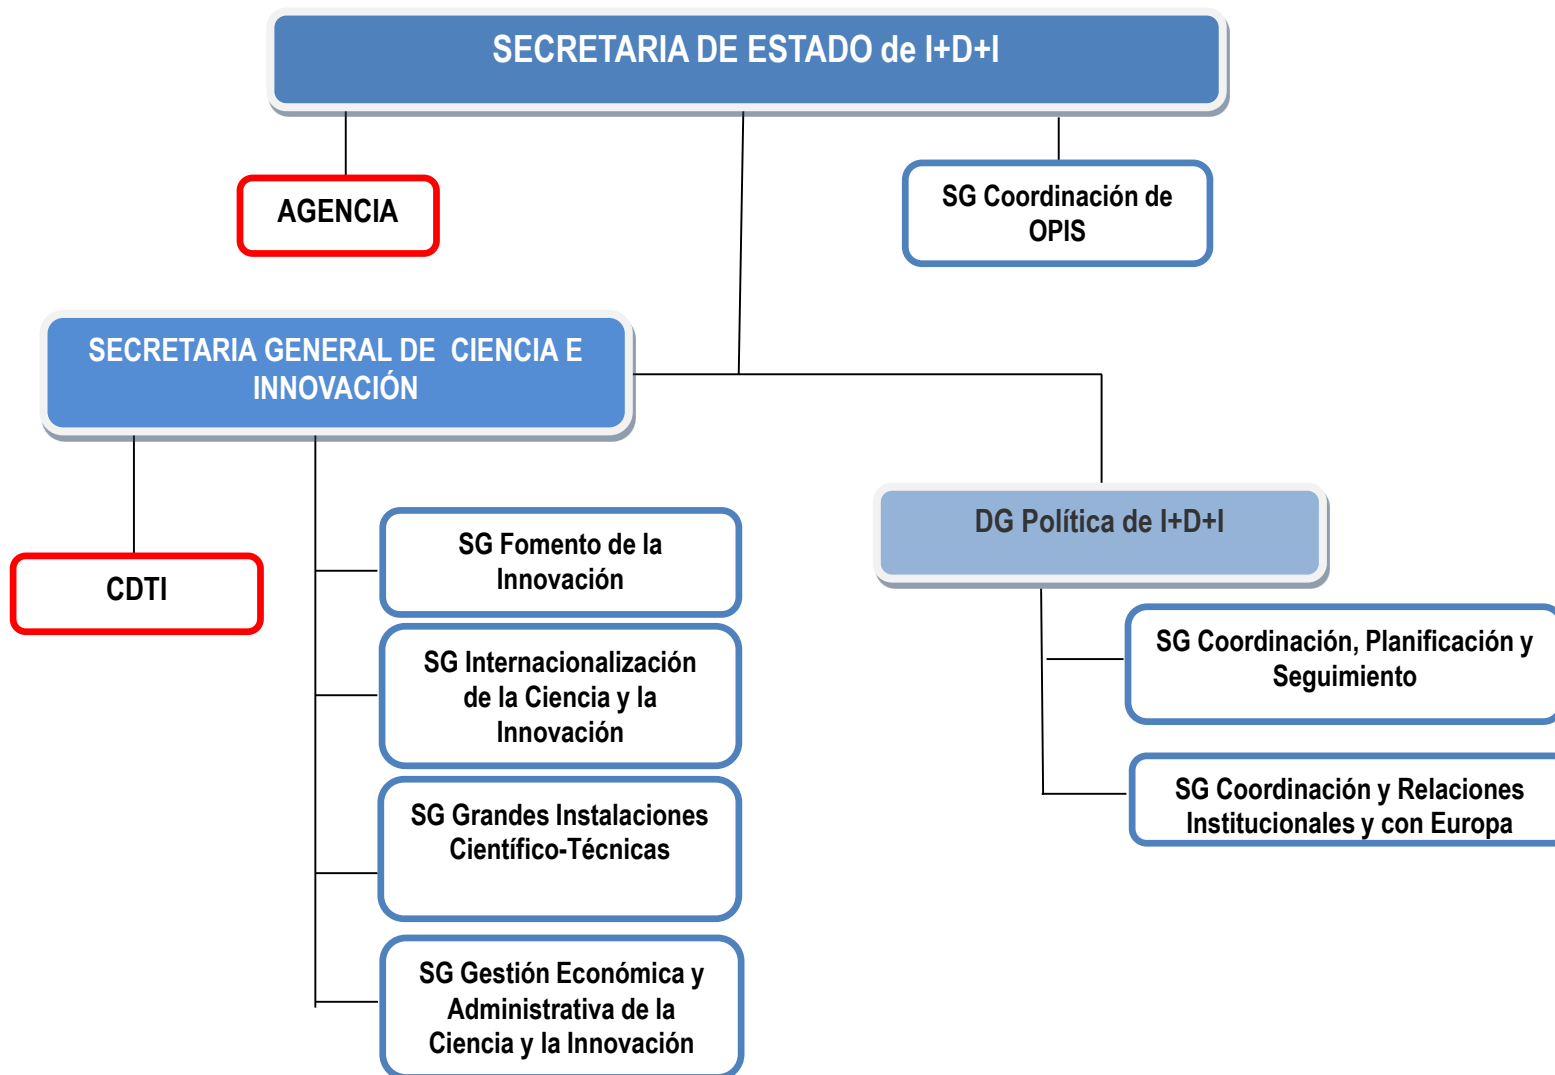 SECRETARIA DE ESTADO de I+D+I
AGENCIA
SG Coordinación de
OPIS
SECRETARIA GENERAL DE CIENCIA E
INNOVACIÓN
CDTI
SG Fomento de la
Innovación
SG Internacionalización
de la Ciencia y la
Innovación
SG Grandes Instalaciones
Científico-Técnicas
SG Gestión Económica y
Administrativa de la
Ciencia y la Innovación
DG Política de I+D+I
SG Coordinación, Planificación y
Seguimiento
SG Coordinación y Relaciones
Institucionales y con Europa